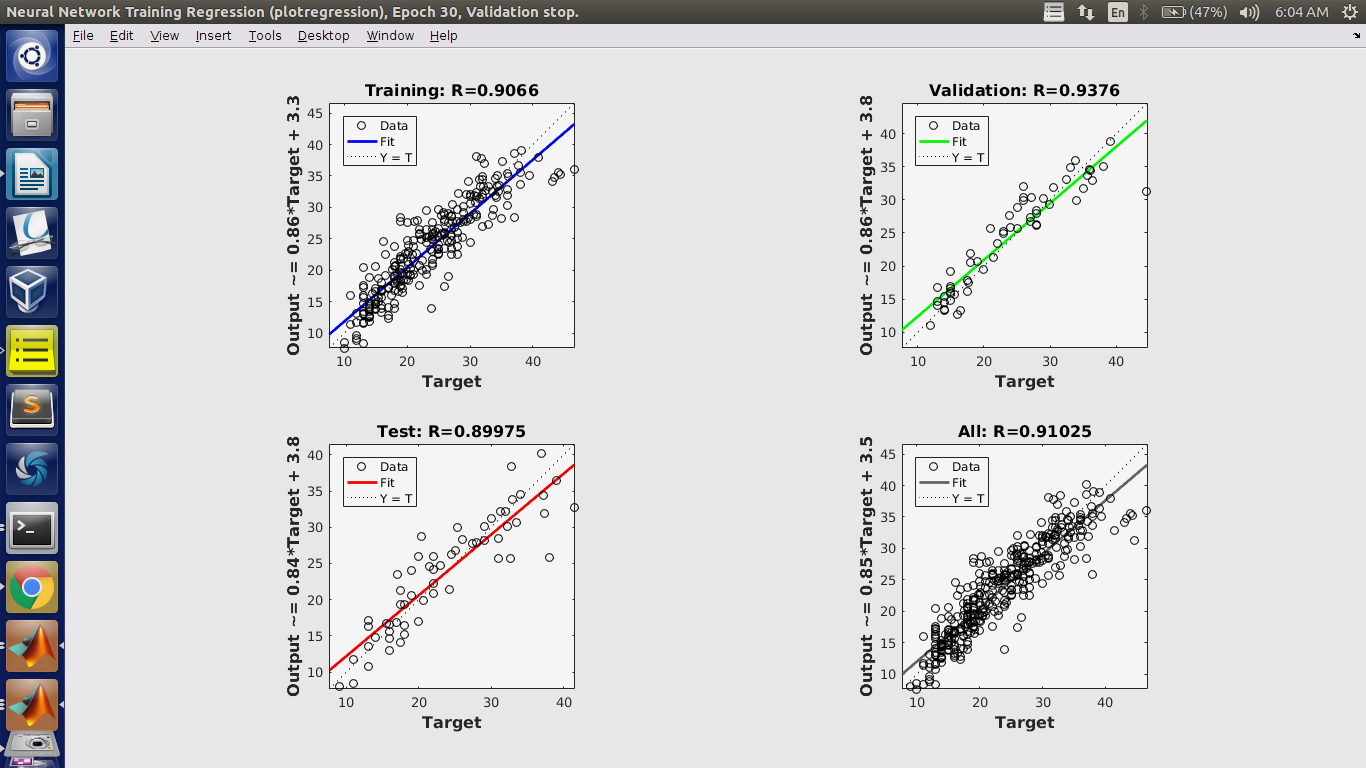 Neural Network Training Regression (plotregression), Epoch 30, Validation stop.
En
(47%)
6:04 AM
File Edit View Insert Tools Desktop Window Help
Training: R=0.9066
Output ~= 0.86*Target + 3.3
45
40
35
30
25
20
15
10
Data
Fit
Y = T
10 20 30 40
Target
Validation: R=0.9376
Output ~= 0.86*Target + 3.8
40
35
30
25
20
15
10
Data
Fit
Y = T
10 20 30 40
Target
Test: R=0.89975
Output ~= 0.84*Target + 3.8
40
35
30
25
20
15
10
Data
Fit
Y = T
10 20 30 40
Target
All: R=0.91025
Output ~= 0.85*Target + 3.5
45
40
35
30
25
20
15
10
Data
Fit
Y = T
10 20 30 40
Target
S
>_